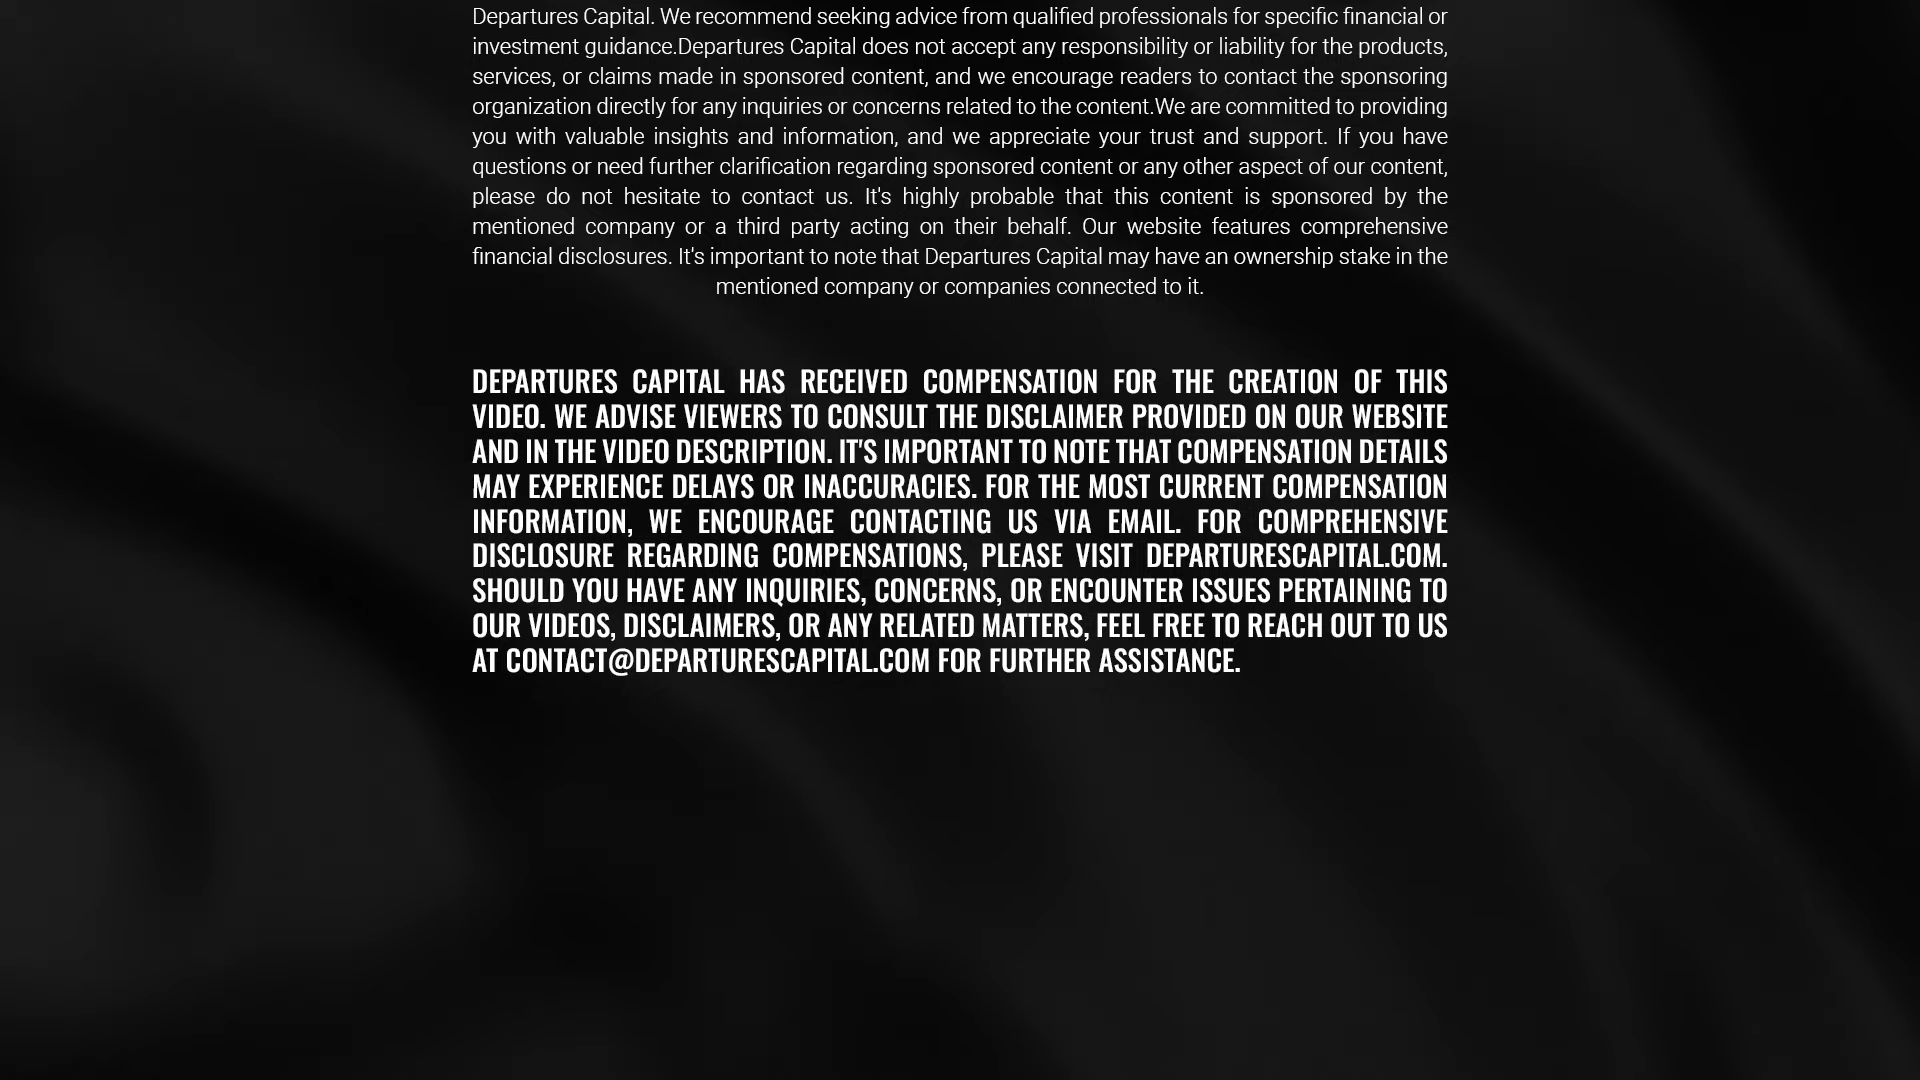 Departures Capital. We recommend seeking advice from qualified professionals for specific financial or
investment guidance.Departures Capital does not accept any responsibility or liability for the products,
services, or claims made in sponsored content, and we encourage readers to contact the sponsoring
organization directly for any inquiries or concerns related to the content.We are committed to providing
you with valuable insights and information, and we appreciate your trust and support. If you have
questions or need further clarification regarding sponsored content or any other aspect of our content,
please do not hesitate to contact us. It's highly probable that this content is sponsored by the
mentioned company or a third party acting on their behalf. Our website features comprehensive
financial disclosures. It's important to note that Departures Capital may have an ownership stake in the
mentioned company or companies connected to it.
DEPARTURES CAPITAL HAS RECEIVED COMPENSATION FOR THE CREATION OF THIS
VIDEO. WE ADVISE VIEWERS TO CONSULT THE DISCLAIMER PROVIDED ON OUR WEBSITE
AND IN THE VIDEO DESCRIPTION. IT'S IMPORTANT TO NOTE THAT COMPENSATION DETAILS
MAY EXPERIENCE DELAYS OR INACCURACIES. FOR THE MOST CURRENT COMPENSATION
INFORMATION, WE ENCOURAGE CONTACTING US VIA EMAIL. FOR COMPREHENSIVE
DISCLOSURE REGARDING COMPENSATIONS, PLEASE VISIT DEPARTURESCAPITAL.COM.
SHOULD YOU HAVE ANY INQUIRIES, CONCERNS, OR ENCOUNTER ISSUES PERTAINING TO
OUR VIDEOS, DISCLAIMERS, OR ANY RELATED MATTERS, FEEL FREE TO REACH OUT TO US
AT CONTACT@DEPARTURESCAPITAL.COM FOR FURTHER ASSISTANCE.